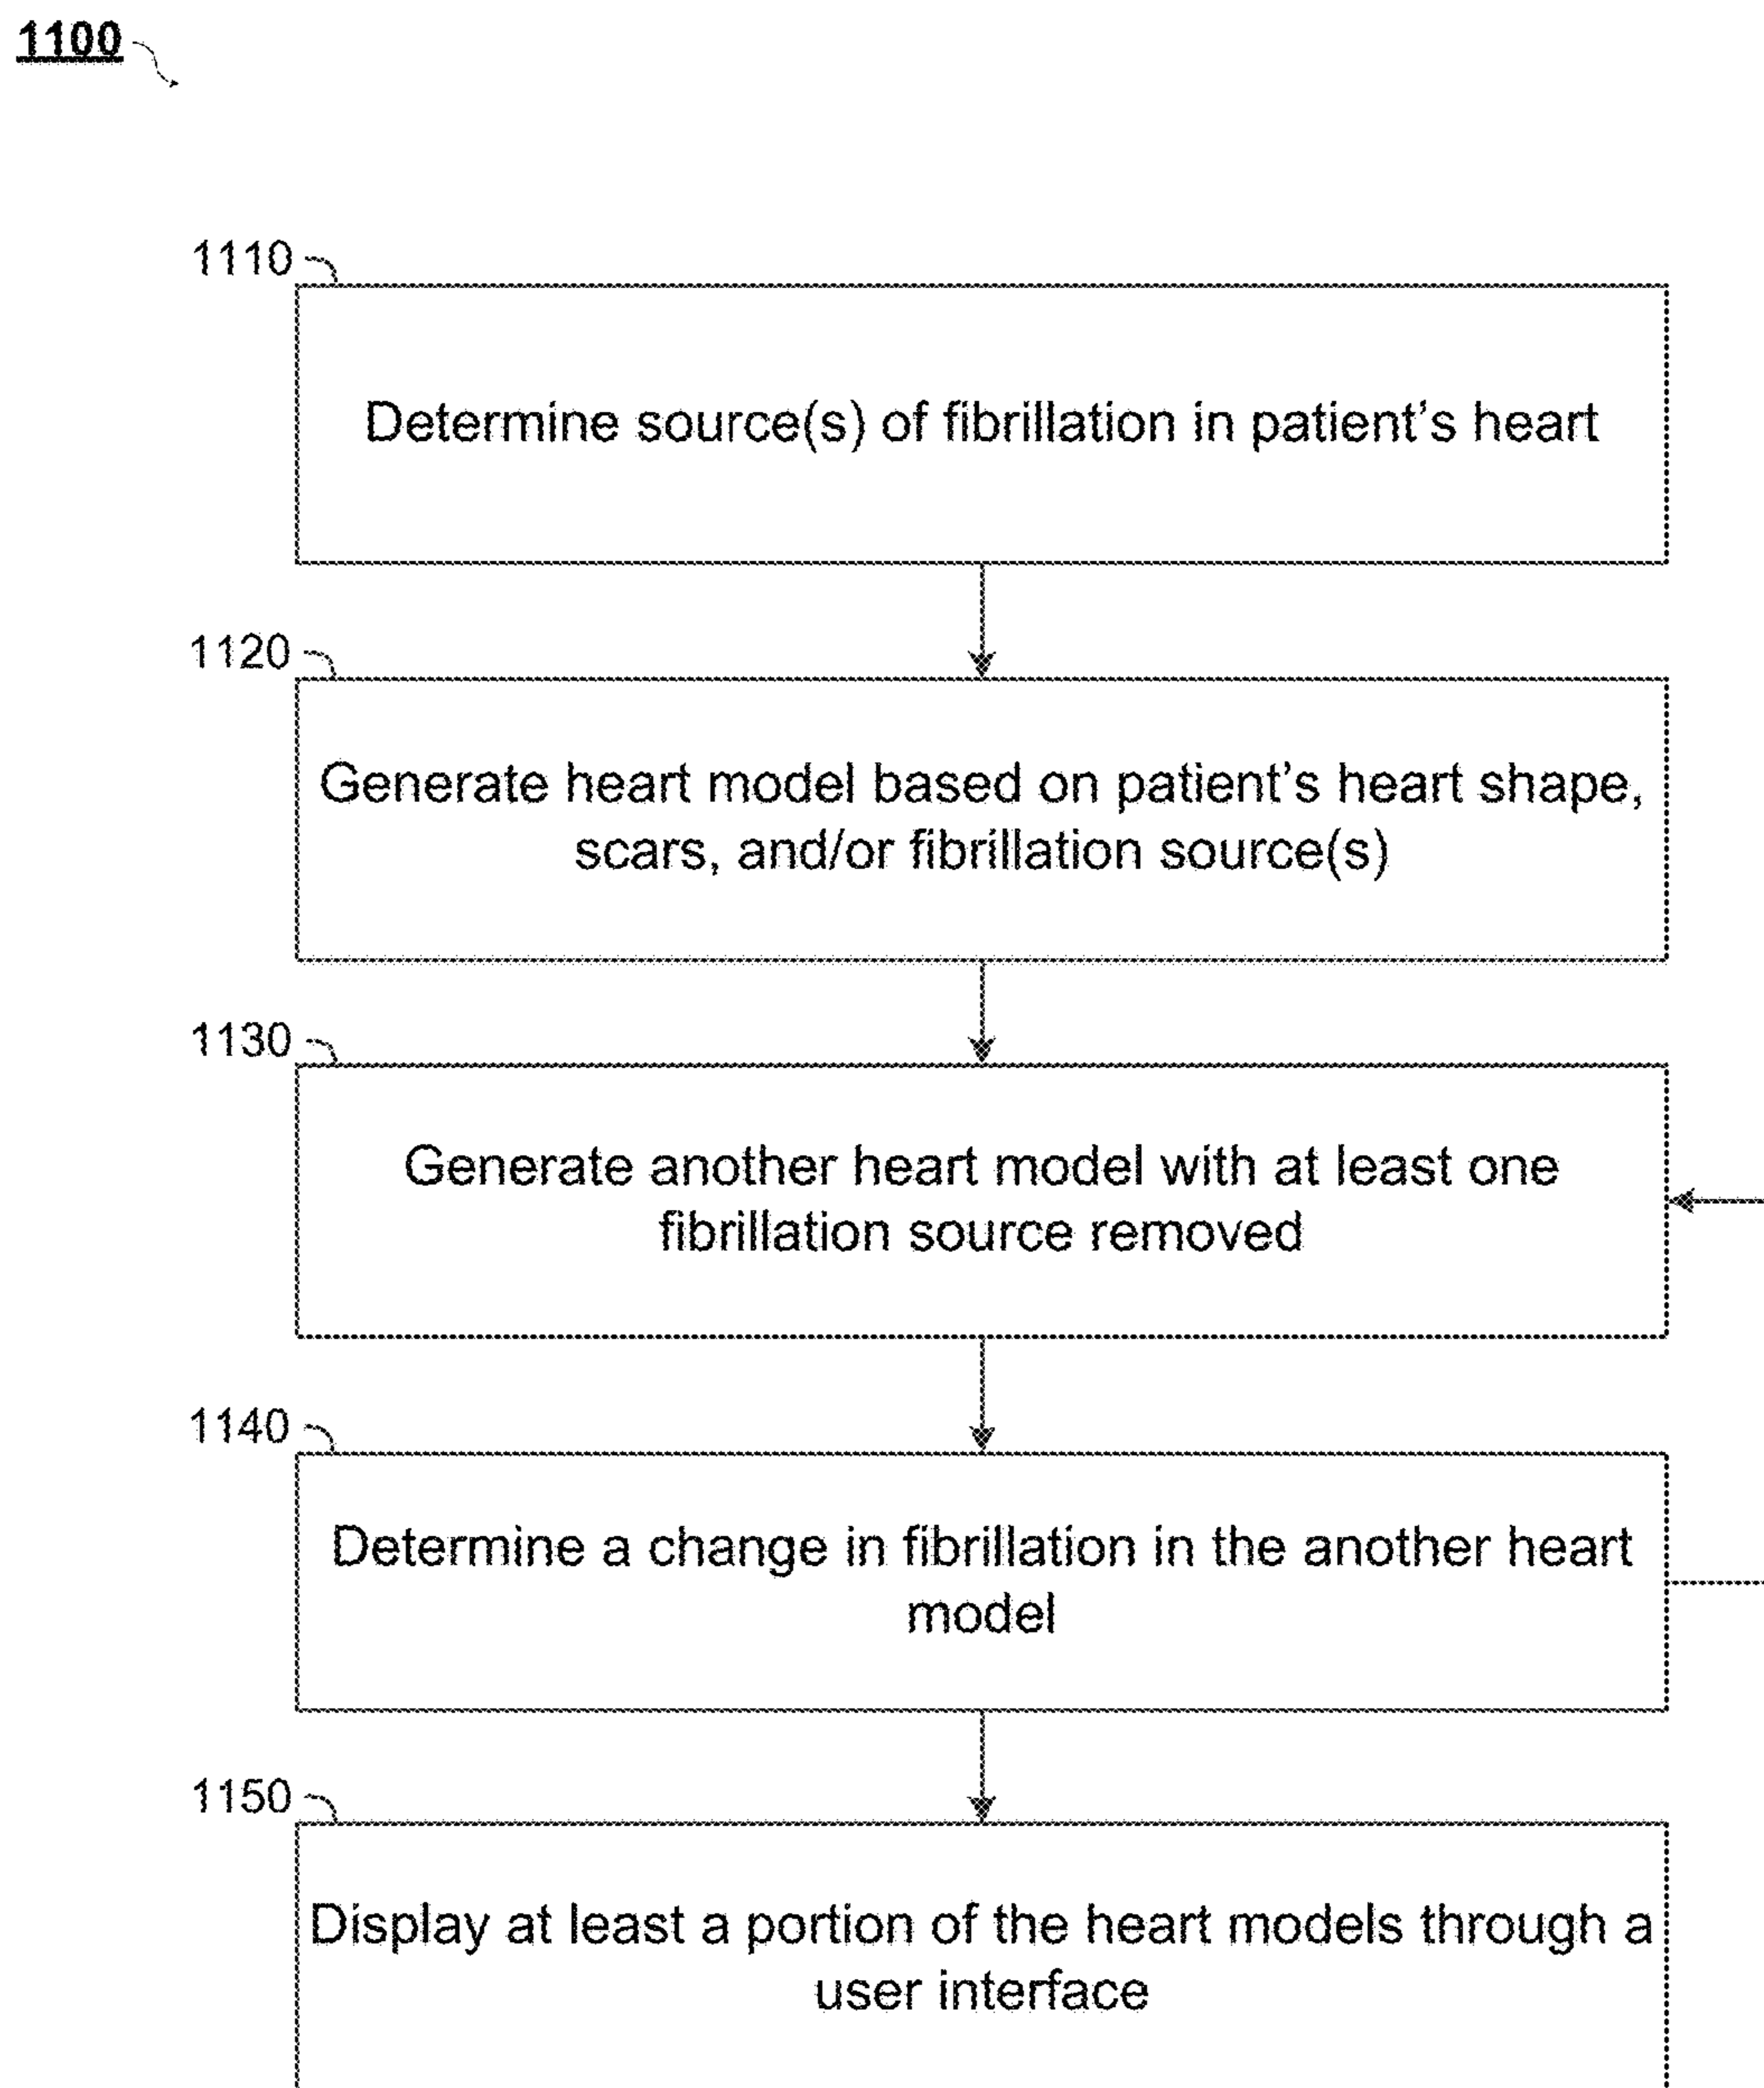 1100
1110
Determine source(s) of fibrillation in patient's heart
1120
Generate heart model based on patient's heart shape,
scars, and/or fibrillation source(s)
1130
Generate another heart model with at least one
fibrillation source removed
1140
Determine a change in fibrillation in the another heart
model
1150
Display at least a portion of the heart models through a
user interface